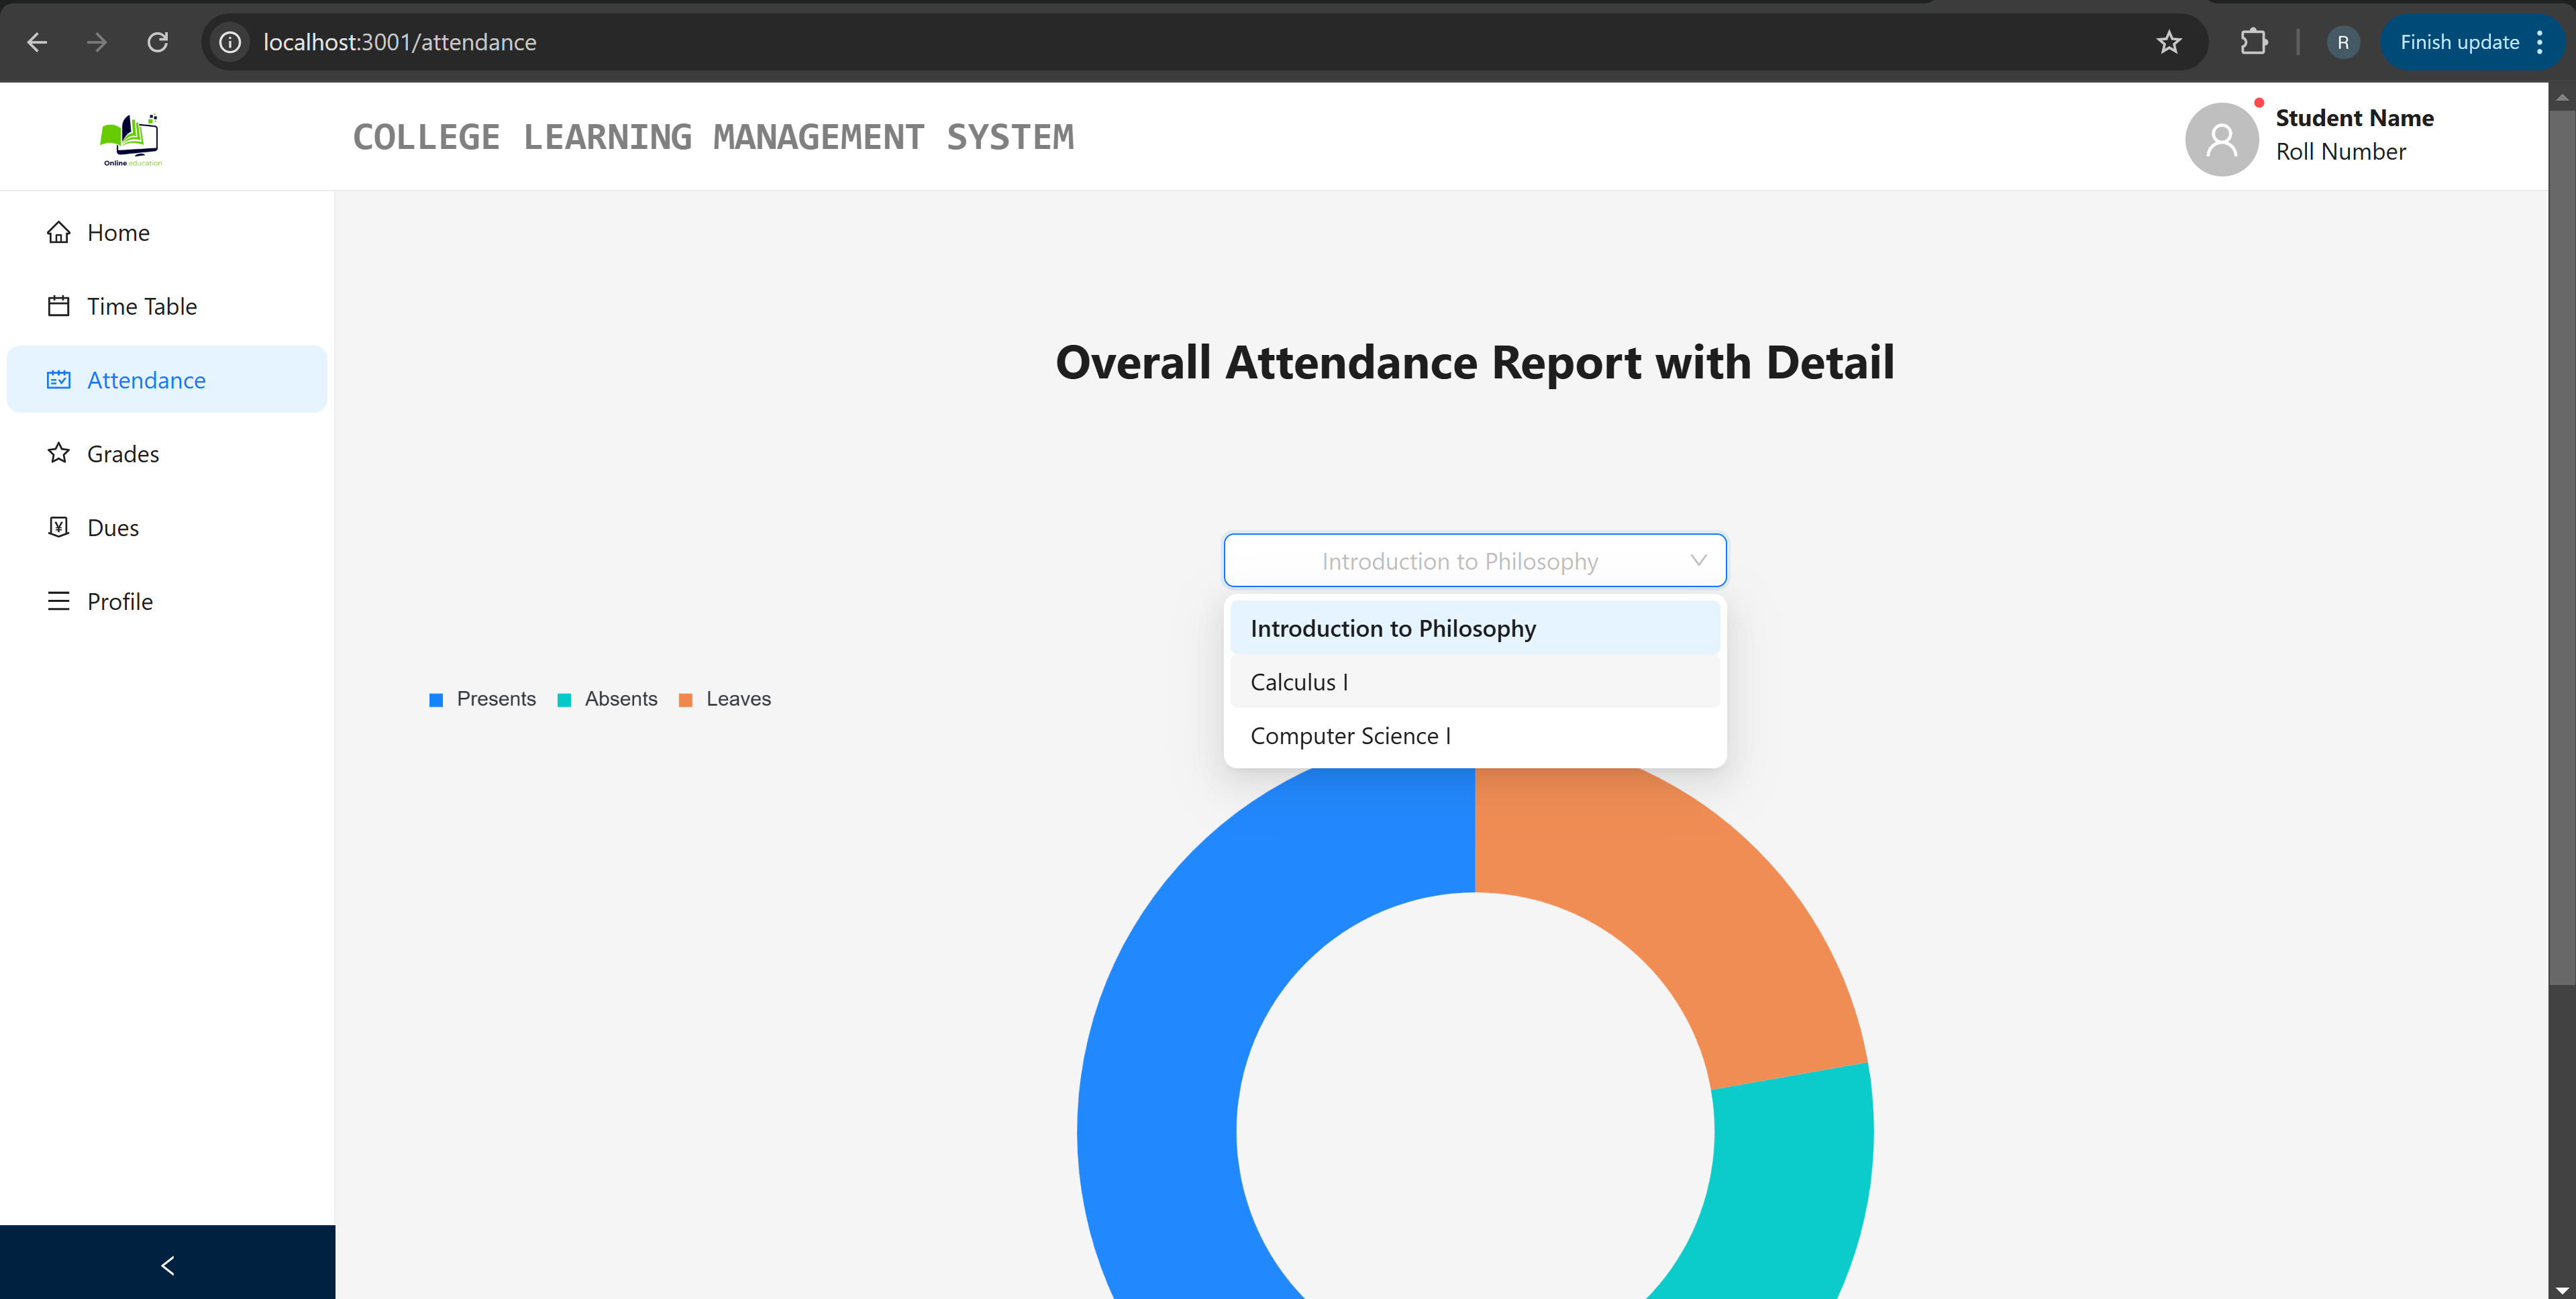 localhost:3001/attendance
R
Finish update
Online education
COLLEGE LEARNING MANAGEMENT SYSTEM
Student Name
Roll Number
Home
Time Table
Attendance
Grades
Dues
Profile
Overall Attendance Report with Detail
Introduction to Philosophy
Introduction to Philosophy
Calculus I
Computer Science I
Presents Absents Leaves